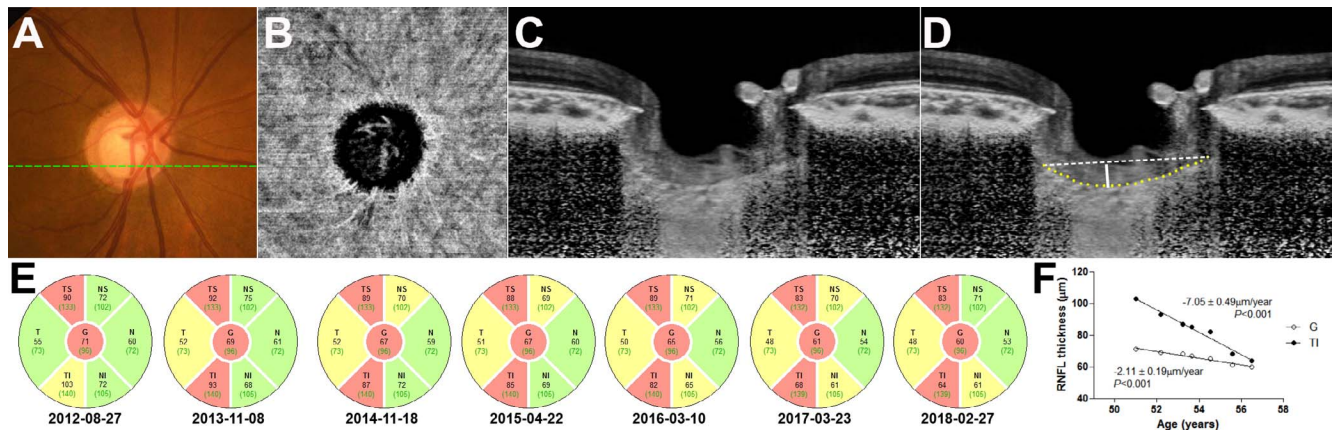 A
B
C
D
E
TS NS
90 72
(133) (102)
T G N
55 71 60
(73) (96) (72)
TI NI
103 72
(140) (105)
2012-08-27
TS NS
92 75
(133) (102)
T G N
52 69 61
(73) (96) (72)
TI NI
93 68
(140) (105)
2013-11-08
TS NS
89 70
(133) (102)
T G N
52 67 59
(73) (96) (72)
TI NI
87 72
(140) (105)
2014-11-18
TS NS
88 69
(133) (102)
T G N
51 67 60
(73) (96) (72)
TI NI
85 69
(140) (105)
2015-04-22
TS NS
89 71
(133) (102)
T G N
50 65 56
(73) (96) (72)
TI NI
82 65
(140) (105)
2016-03-10
TS NS
83 70
(132) (102)
T G N
48 61 54
(73) (96) (72)
TI NI
68 61
(139) (105)
2017-03-23
TS NS
83 71
(132) (102)
T G N
48 60 53
(73) (96) (72)
TI NI
64 61
(139) (105)
2018-02-27
F
RNFL thickness (µm)
120
100
80
60
40
-7.05 ± 0.49µm/year
P<0.001
G
TI
-2.11 ± 0.19µm/year
P<0.001
50 52 54 56 58
Age (years)